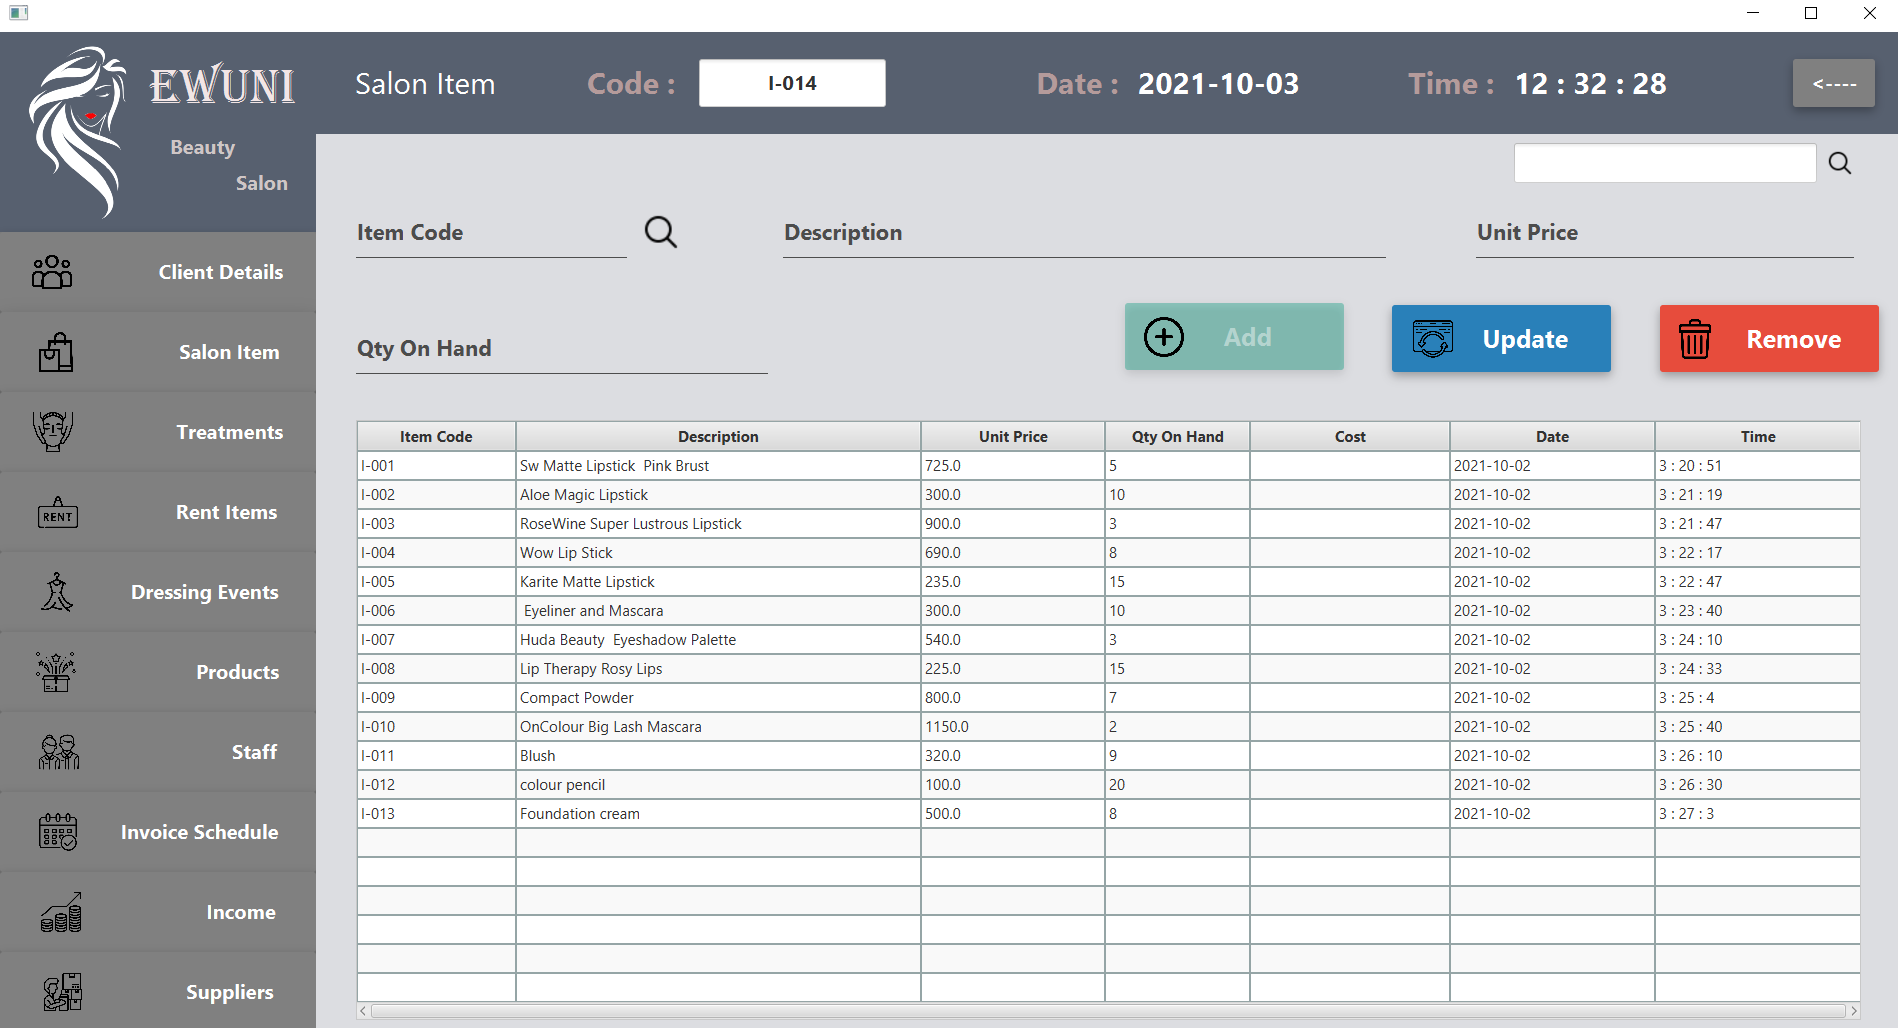 EWUNI
Beauty
Salon
Salon Item
Code :
I-014
Date :
2021-10-03
Time :
12 : 32 : 28
<----
Client Details
Salon Item
Treatments
RENT
Rent Items
Dressing Events
Products
Staff
Invoice Schedule
Income
Suppliers
Item Code
Description
Unit Price
Qty On Hand
Add
Update
Remove
Item Code Description Unit Price Qty On Hand Cost Date Time
I-001 Sw Matte Lipstick  Pink Brust 725.0 5 2021-10-02 3 : 20 : 51
I-002 Aloe Magic Lipstick 300.0 10 2021-10-02 3 : 21 : 19
I-003 RoseWine Super Lustrous Lipstick 900.0 3 2021-10-02 3 : 21 : 47
I-004 Wow Lip Stick 690.0 8 2021-10-02 3 : 22 : 17
I-005 Karite Matte Lipstick 235.0 15 2021-10-02 3 : 22 : 47
I-006 Eyeliner and Mascara 300.0 10 2021-10-02 3 : 23 : 40
I-007 Huda Beauty  Eyeshadow Palette 540.0 3 2021-10-02 3 : 24 : 10
I-008 Lip Therapy Rosy Lips 225.0 15 2021-10-02 3 : 24 : 33
I-009 Compact Powder 800.0 7 2021-10-02 3 : 25 : 4
I-010 OnColour Big Lash Mascara 1150.0 2 2021-10-02 3 : 25 : 40
I-011 Blush 320.0 9 2021-10-02 3 : 26 : 10
I-012 colour pencil 100.0 20 2021-10-02 3 : 26 : 30
I-013 Foundation cream 500.0 8 2021-10-02 3 : 27 : 3